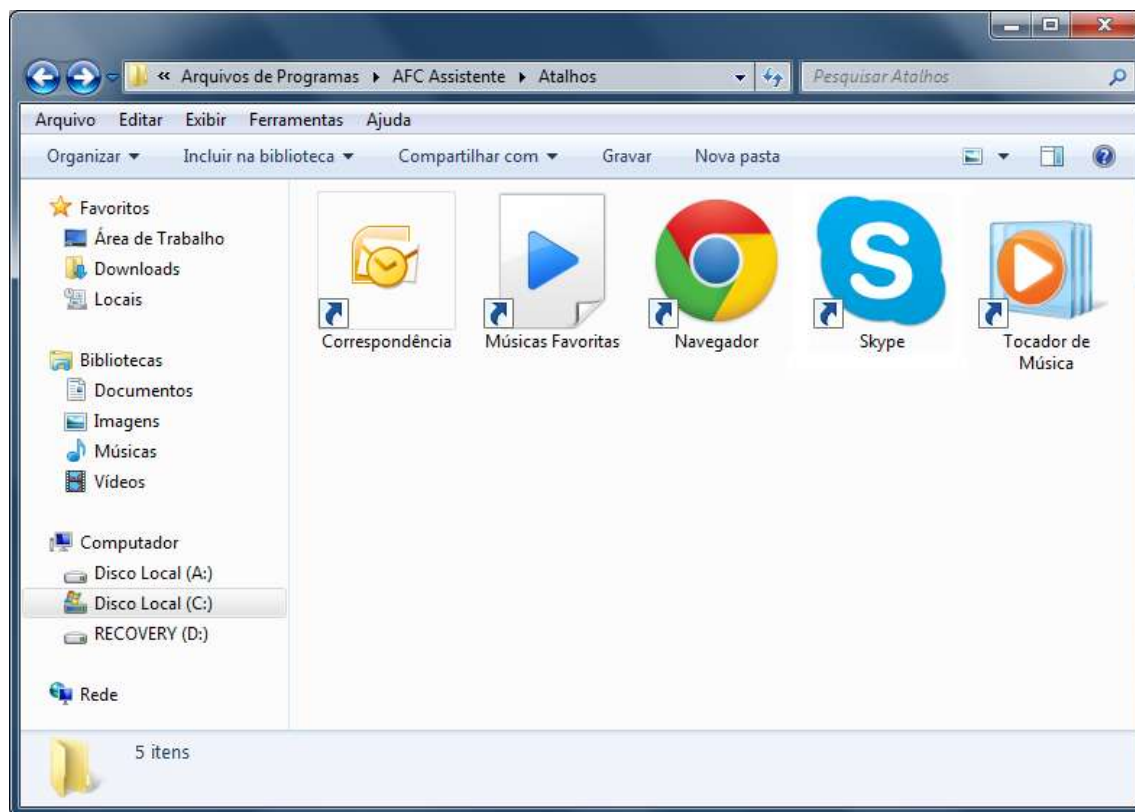 « Arquivos de Programas ▸ AFC Assistente ▸ Atalhos
Pesquisar Atalhos
Arquivo Editar Exibir Ferramentas Ajuda
Organizar Incluir na biblioteca Compartilhar com Gravar Nova pasta
Favoritos
Área de Trabalho
Downloads
Locais
Bibliotecas
Documentos
Imagens
Músicas
Vídeos
Computador
Disco Local (A:)
Disco Local (C:)
RECOVERY (D:)
Rede
Correspondência
Músicas Favoritas
Navegador
S
Skype
Tocador de
Música
5 itens